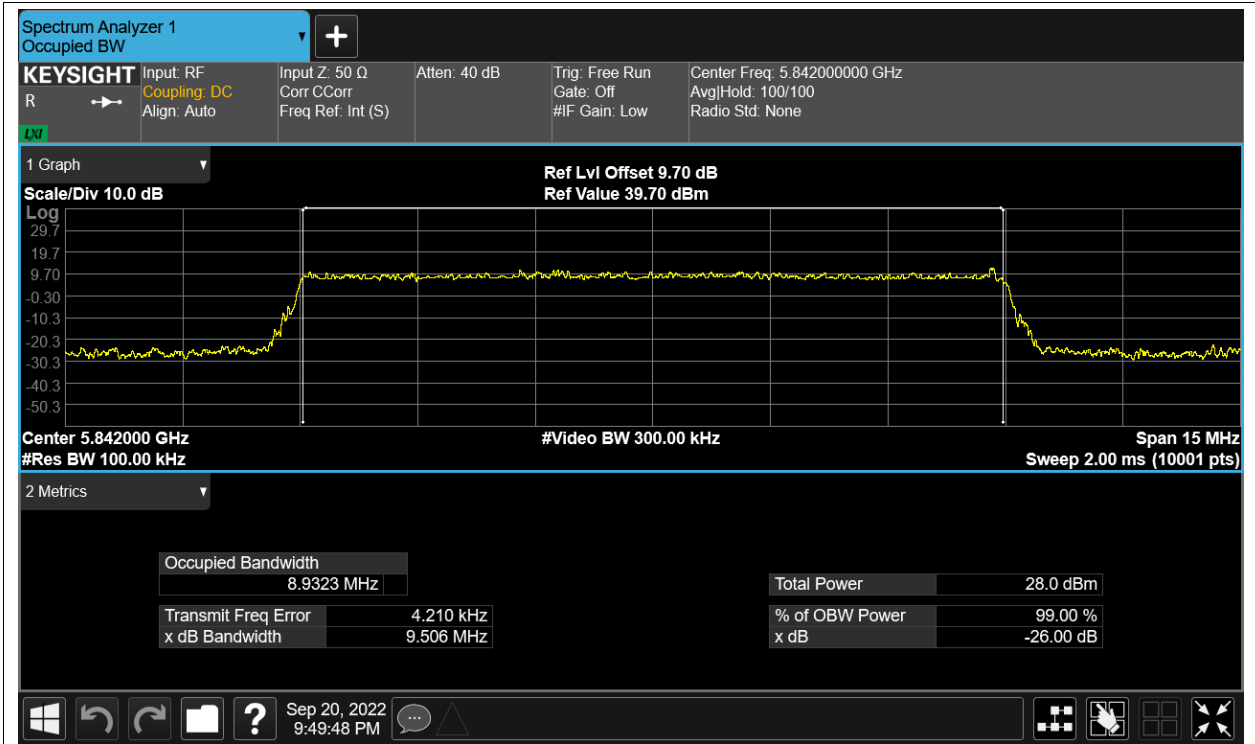 Spectrum Analyzer 1
Occupied BW
KEYSIGHT
R
LXI
Input: RF
Coupling: DC
Align: Auto
Input Z: 50 Ω
Corr CCorr
Freq Ref: Int (S)
Atten: 40 dB
Trig: Free Run
Gate: Off
#IF Gain: Low
Center Freq: 5.842000000 GHz
Avg|Hold: 100/100
Radio Std: None
1 Graph
Scale/Div 10.0 dB
Ref Lvl Offset 9.70 dB
Ref Value 39.70 dBm
Log
29.7
19.7
9.70
-0.30
-10.3
-20.3
-30.3
-40.3
-50.3
Center 5.842000 GHz
#Res BW 100.00 kHz
#Video BW 300.00 kHz
Span 15 MHz
Sweep 2.00 ms (10001 pts)
2 Metrics
Occupied Bandwidth
8.9323 MHz
Transmit Freq Error 4.210 kHz
x dB Bandwidth 9.506 MHz
Total Power 28.0 dBm
% of OBW Power 99.00 %
x dB -26.00 dB
?
Sep 20, 2022
9:49:48 PM